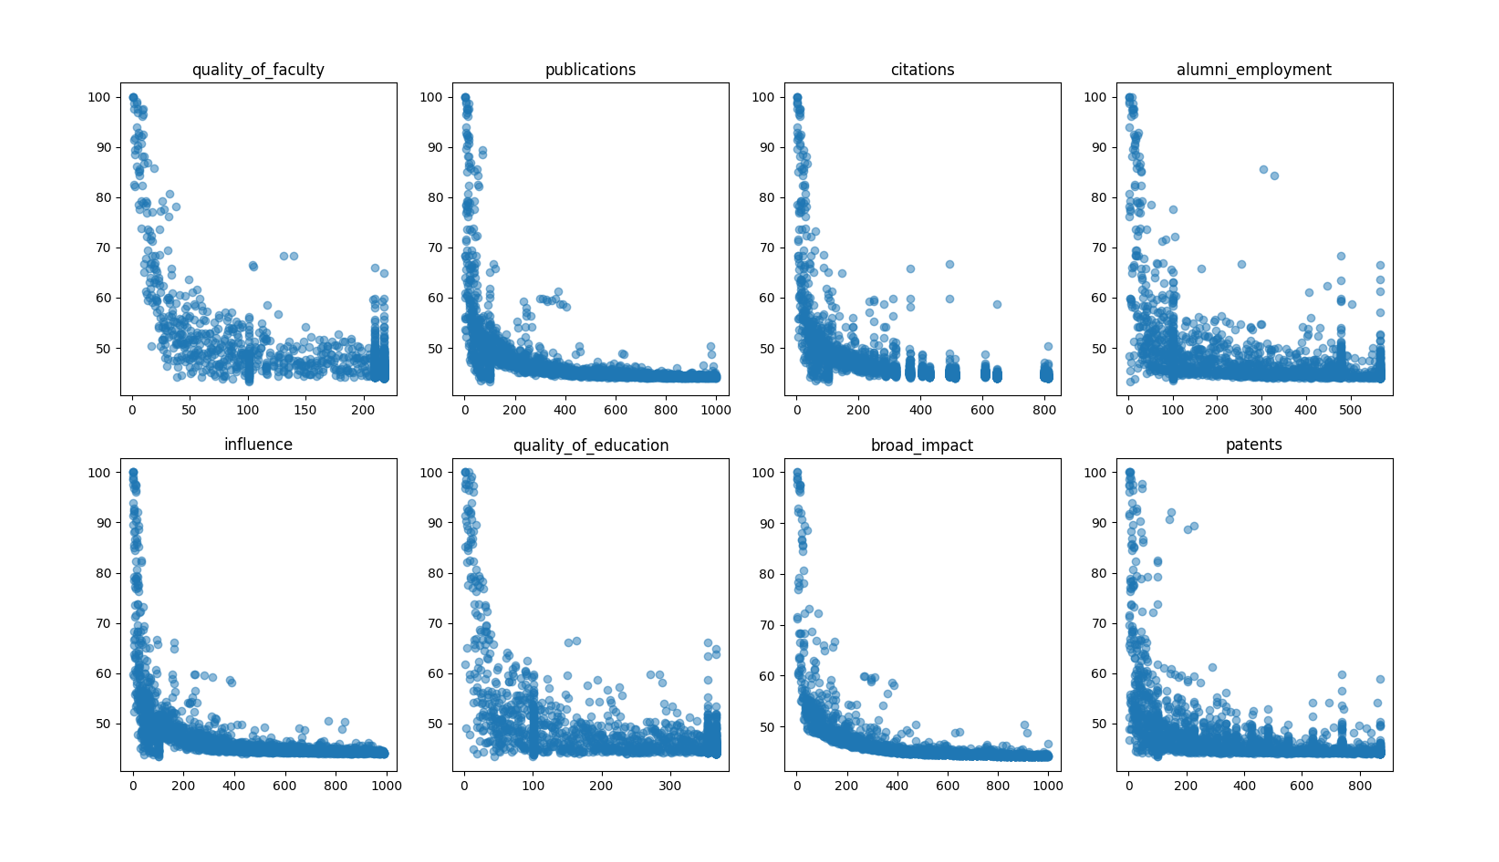 quality_of_faculty publications citations alumni_employment
100 100 100 100
90 90 90 90
80 80 80 80
70 70 70 70
60 60 60 60
50 50 50 50
0 50 100 150 200 0 200 400 600 800 1000 0 200 400 600 800 0 100 200 300 400 500
influence quality_of_education broad_impact patents
100 100 100 100
90 90 90 90
80 80 80 80
70 70 70 70
60 60 60 60
50 50 50 50
0 200 400 600 800 1000 0 100 200 300 0 200 400 600 800 1000 0 200 400 600 800